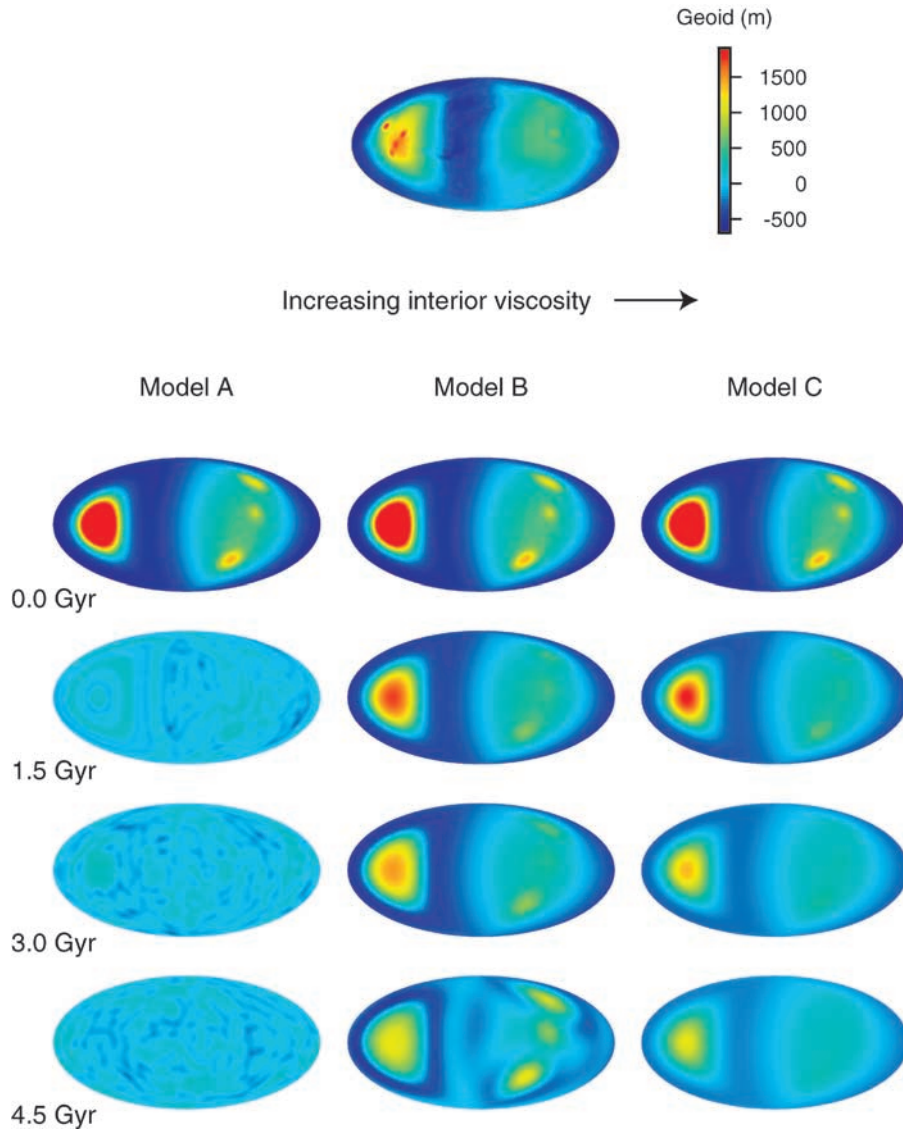 Geoid (m)
1500
1000
500
0
-500
Increasing interior viscosity
Model A Model B Model C
0.0 Gyr
1.5 Gyr
3.0 Gyr
4.5 Gyr